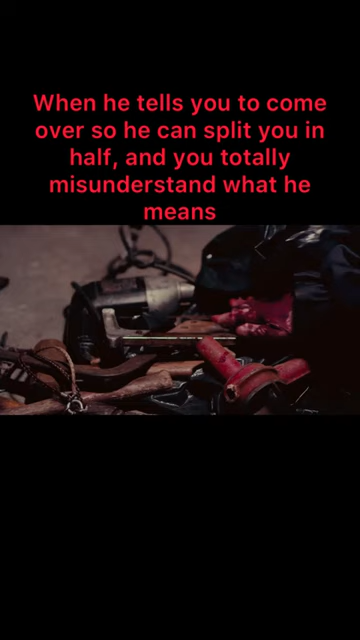 When he tells you to come
over so he can split you in
half, and you totally
misunderstand what he
means